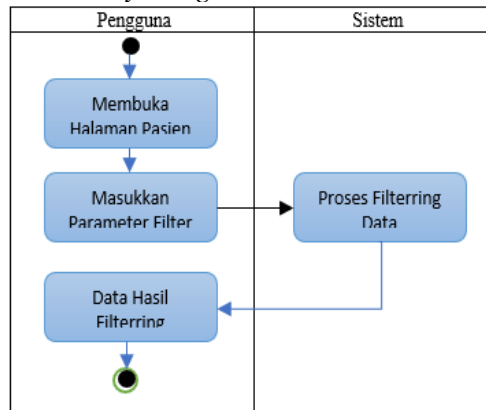 Pengguna
Sistem
Membuka
Halaman Pasien
Masukkan
Parameter Filter
Proses Filterring
Data
Data Hasil
Filterring